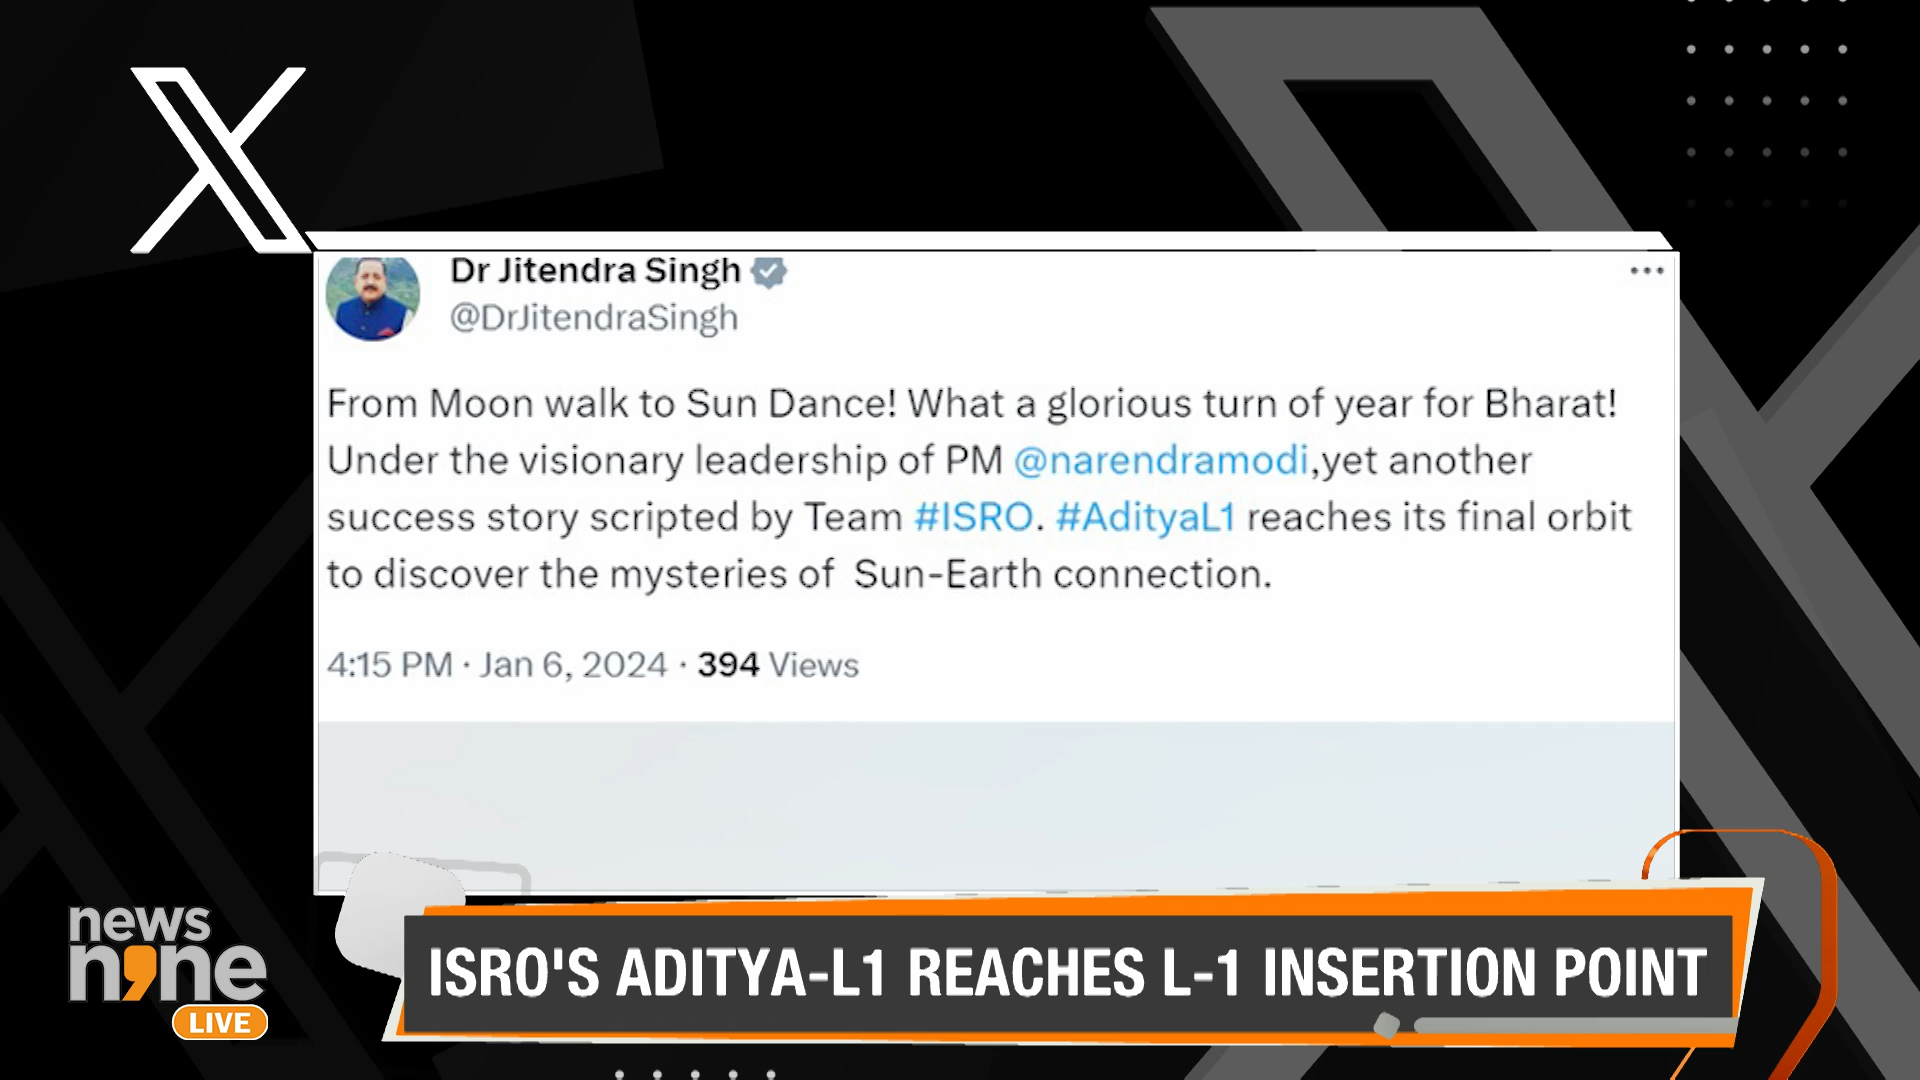 Dr Jitendra Singh
@DrJitendraSingh
From Moon walk to Sun Dance! What a glorious turn of year for Bharat!
Under the visionary leadership of PM @narendramodi,yet another
success story scripted by Team #ISRO. #AdityaL1 reaches its final orbit
to discover the mysteries of  Sun-Earth connection.
4:15 PM · Jan 6, 2024 · 394 Views
news
nine
LIVE
ISRO'S ADITYA-L1 REACHES L-1 INSERTION POINT